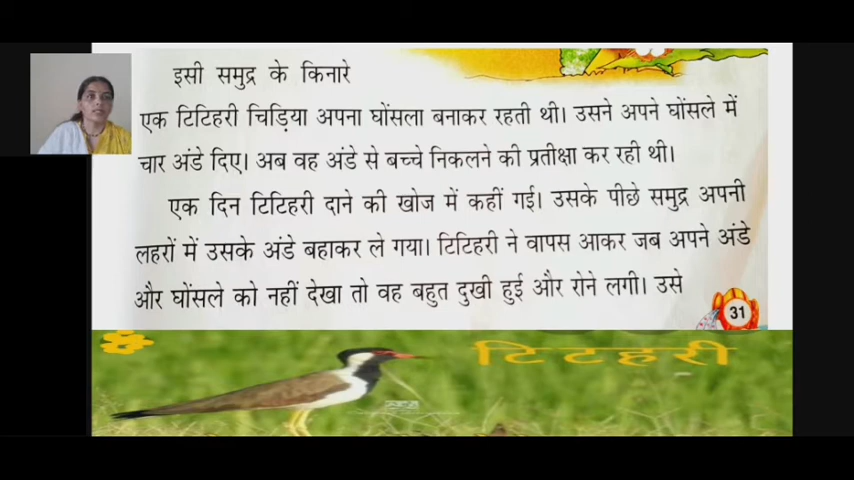 इसी समुद्र के किनारे
एक टिटिहरी चिड़िया अपना घोंसला बनाकर रहती थी। उसने अपने घोंसले में
चार अंडे दिए। अब वह अंडे से बच्चे निकलने की प्रतीक्षा कर रही थी।
एक दिन टिटिहरी दाने की खोज में कहीं गई। उसके पीछे समुद्र अपनी
लहरों में उसके अंडे बहाकर ले गया। टिटिहरी ने वापस आकर जब अपने अंडे
और घोंसले को नहीं देखा तो वह बहुत दुखी हुई और रोने लगी। उसे
31
टिटहरी